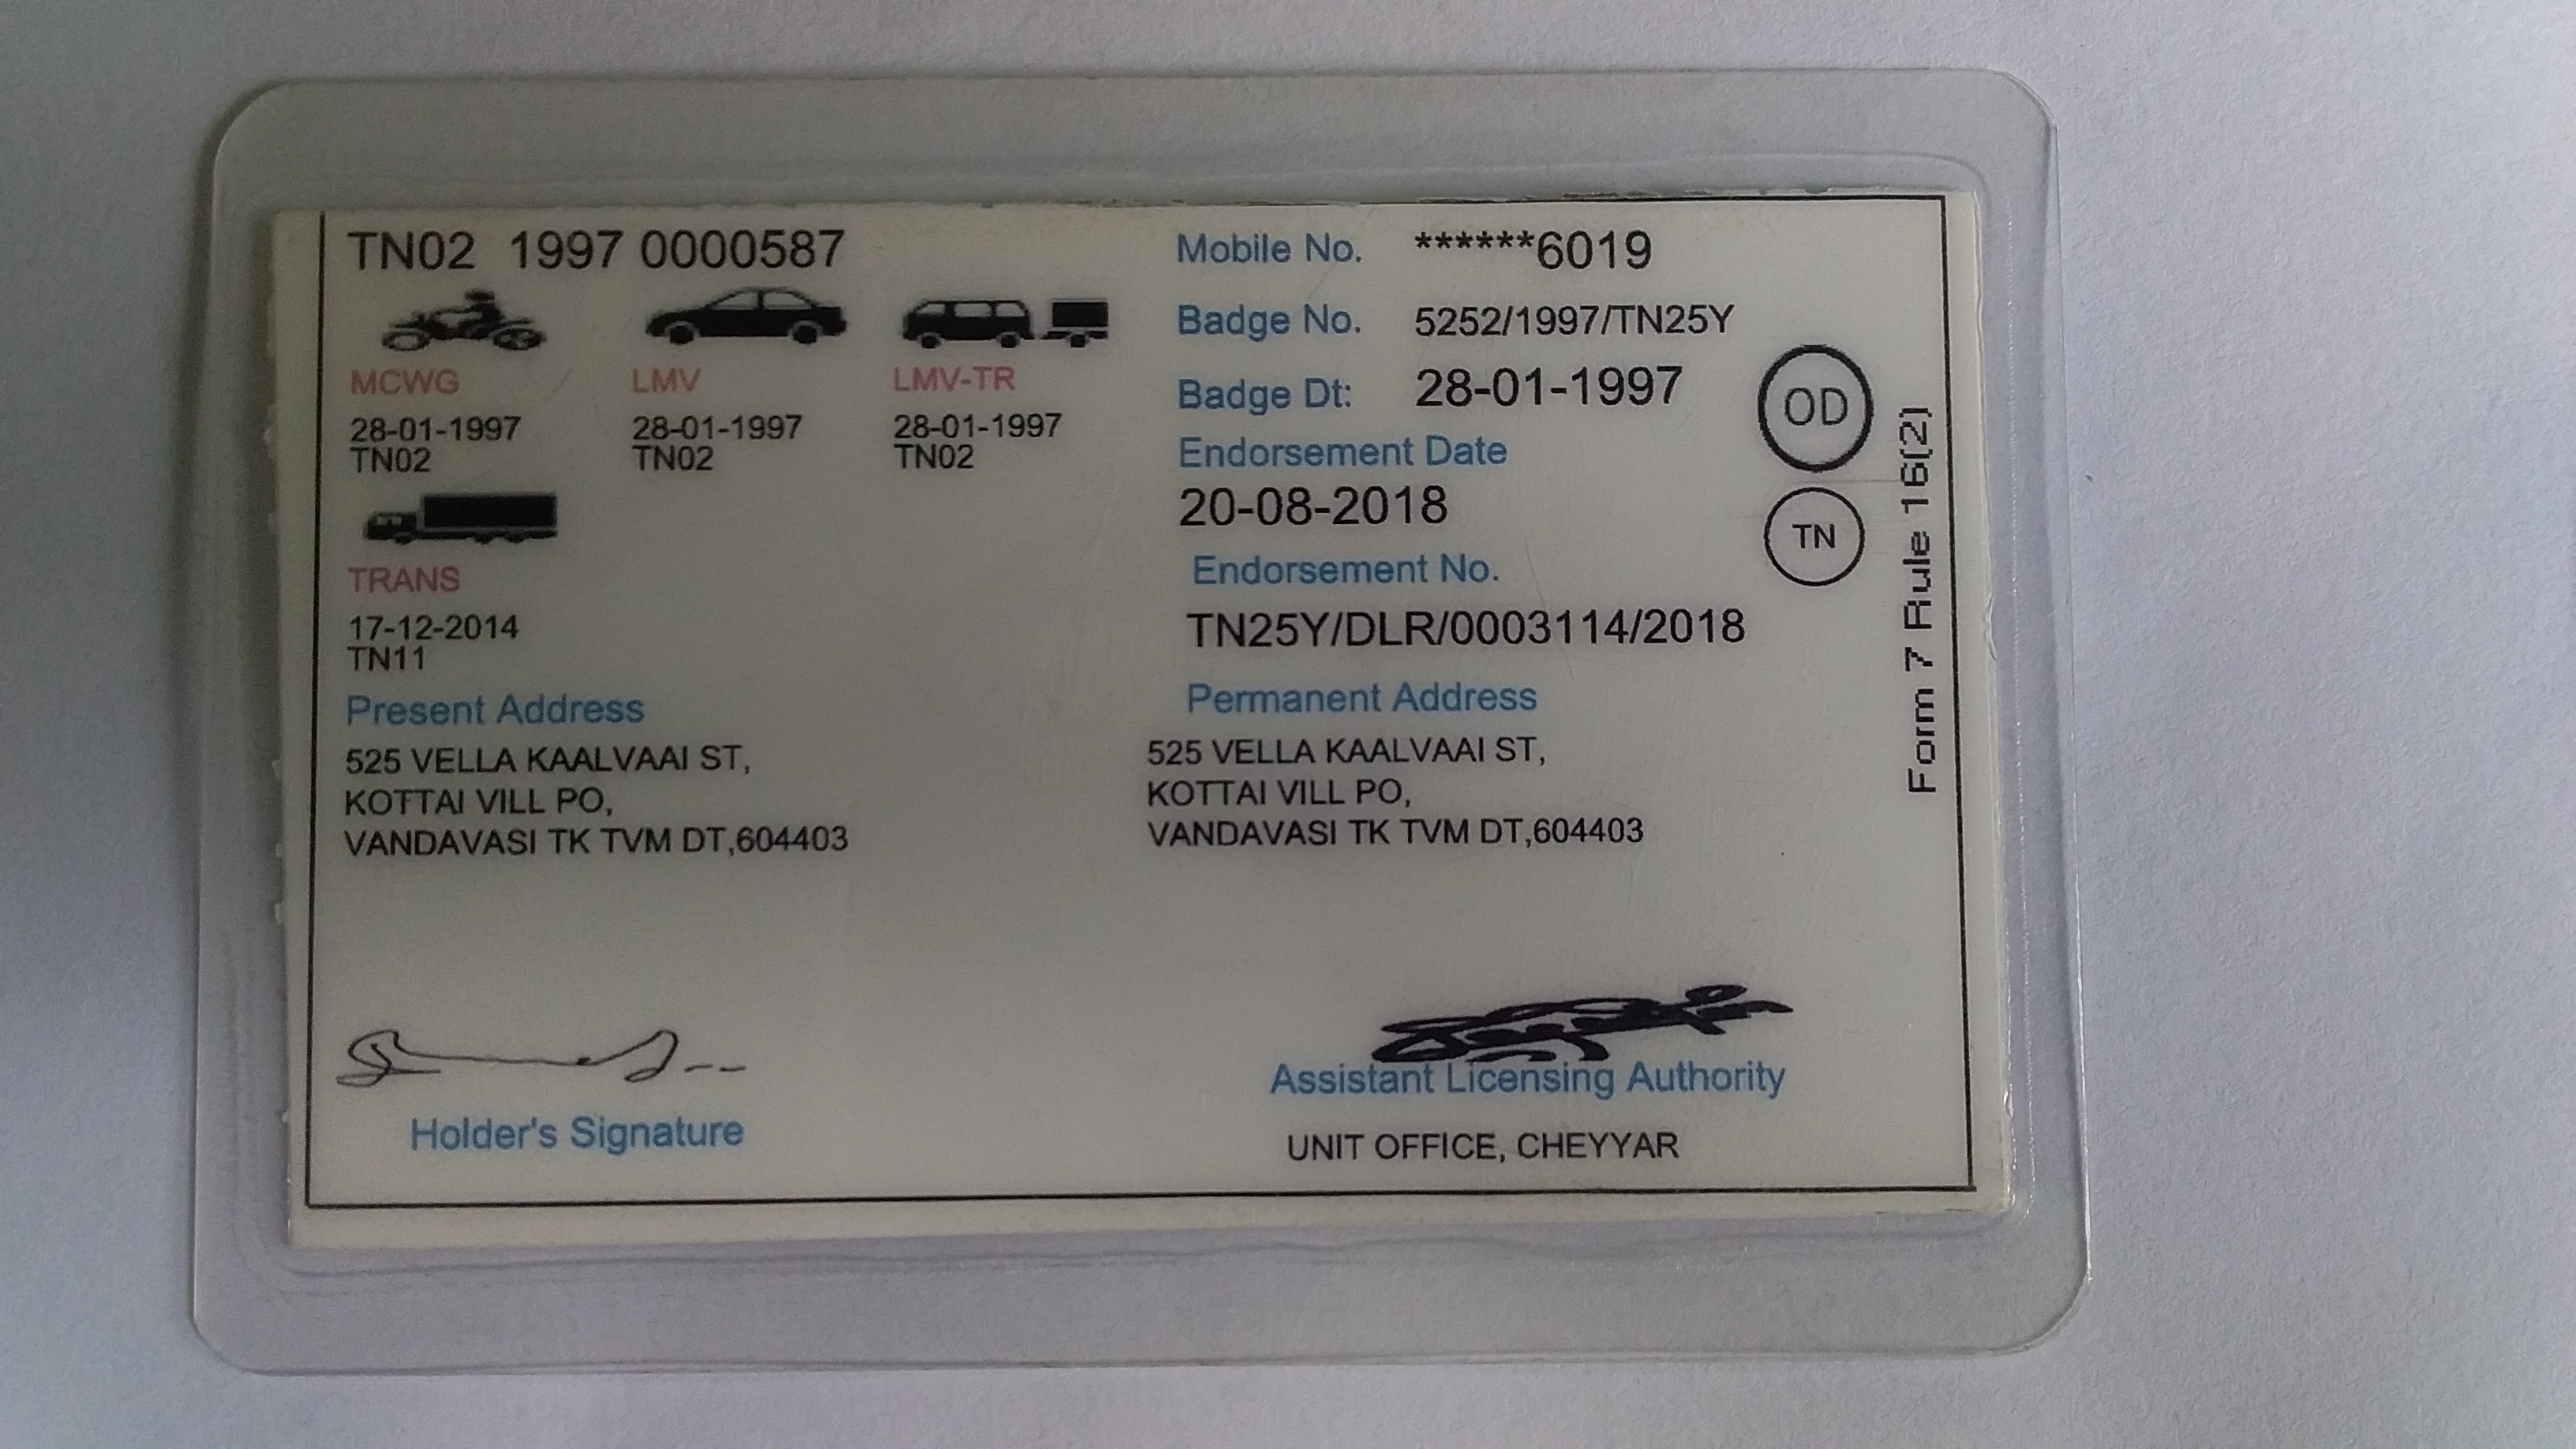 TN02 1997 0000587
MCWG
28-01-1997
TN02
LMV
28-01-1997
TN02
LMV-TR
28-01-1997
TN02
TRANS
17-12-2014
TN11
Present Address
525 VELLA KAALVAAI ST,
KOTTAI VILL PO,
VANDAVASI TK TVM DT,604403
Holder's Signature
Mobile No. ******6019
Badge No. 5252/1997/TN25Y
Badge Dt: 28-01-1997
Endorsement Date
20-08-2018
Endorsement No.
TN25Y/DLR/0003114/2018
Permanent Address
525 VELLA KAALVAAI ST,
KOTTAI VILL PO,
VANDAVASI TK TVM DT,604403
Assistant Licensing Authority
UNIT OFFICE, CHEYYAR
OD
TN
Form 7 Rule 16(2)